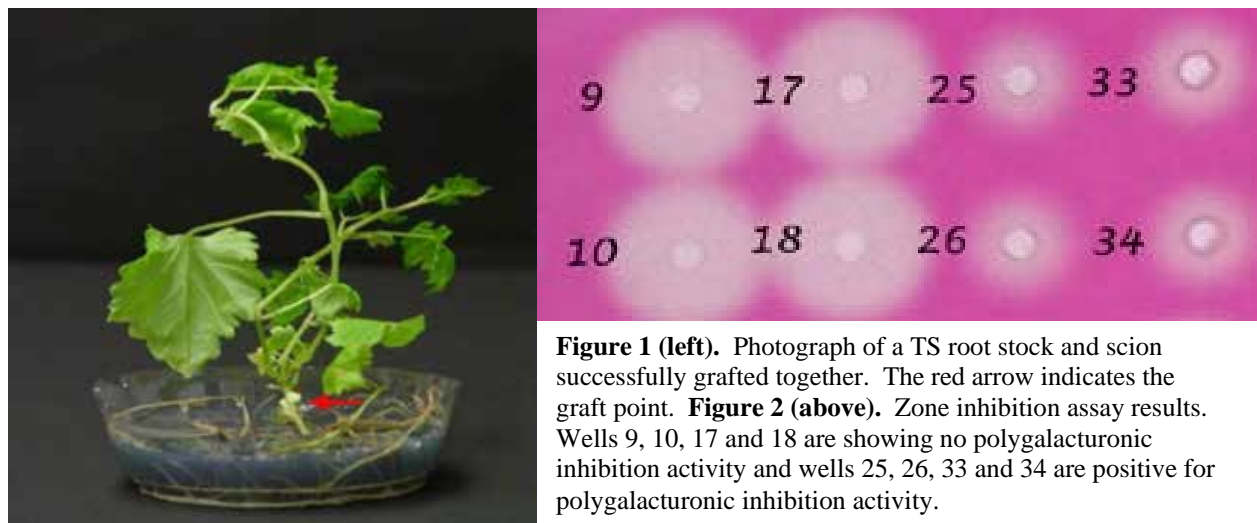 9 17 25 33
10 18 26 34
Figure 1 (left). Photograph of a TS root stock and scion
successfully grafted together. The red arrow indicates the
graft point. Figure 2 (above). Zone inhibition assay results.
Wells 9, 10, 17 and 18 are showing no polygalacturonic
inhibition activity and wells 25, 26, 33 and 34 are positive for
polygalacturonic inhibition activity.